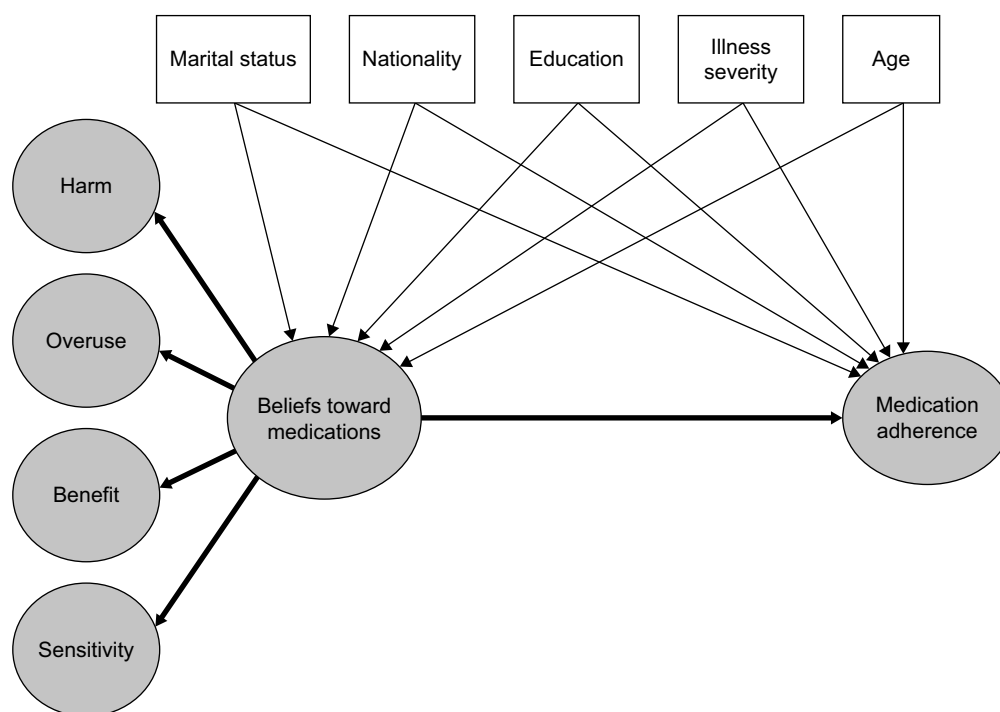 Marital status
Nationality
Education
Illness
severity
Age
Harm
Overuse
Benefit
Sensitivity
Beliefs toward
medications
Medication
adherence